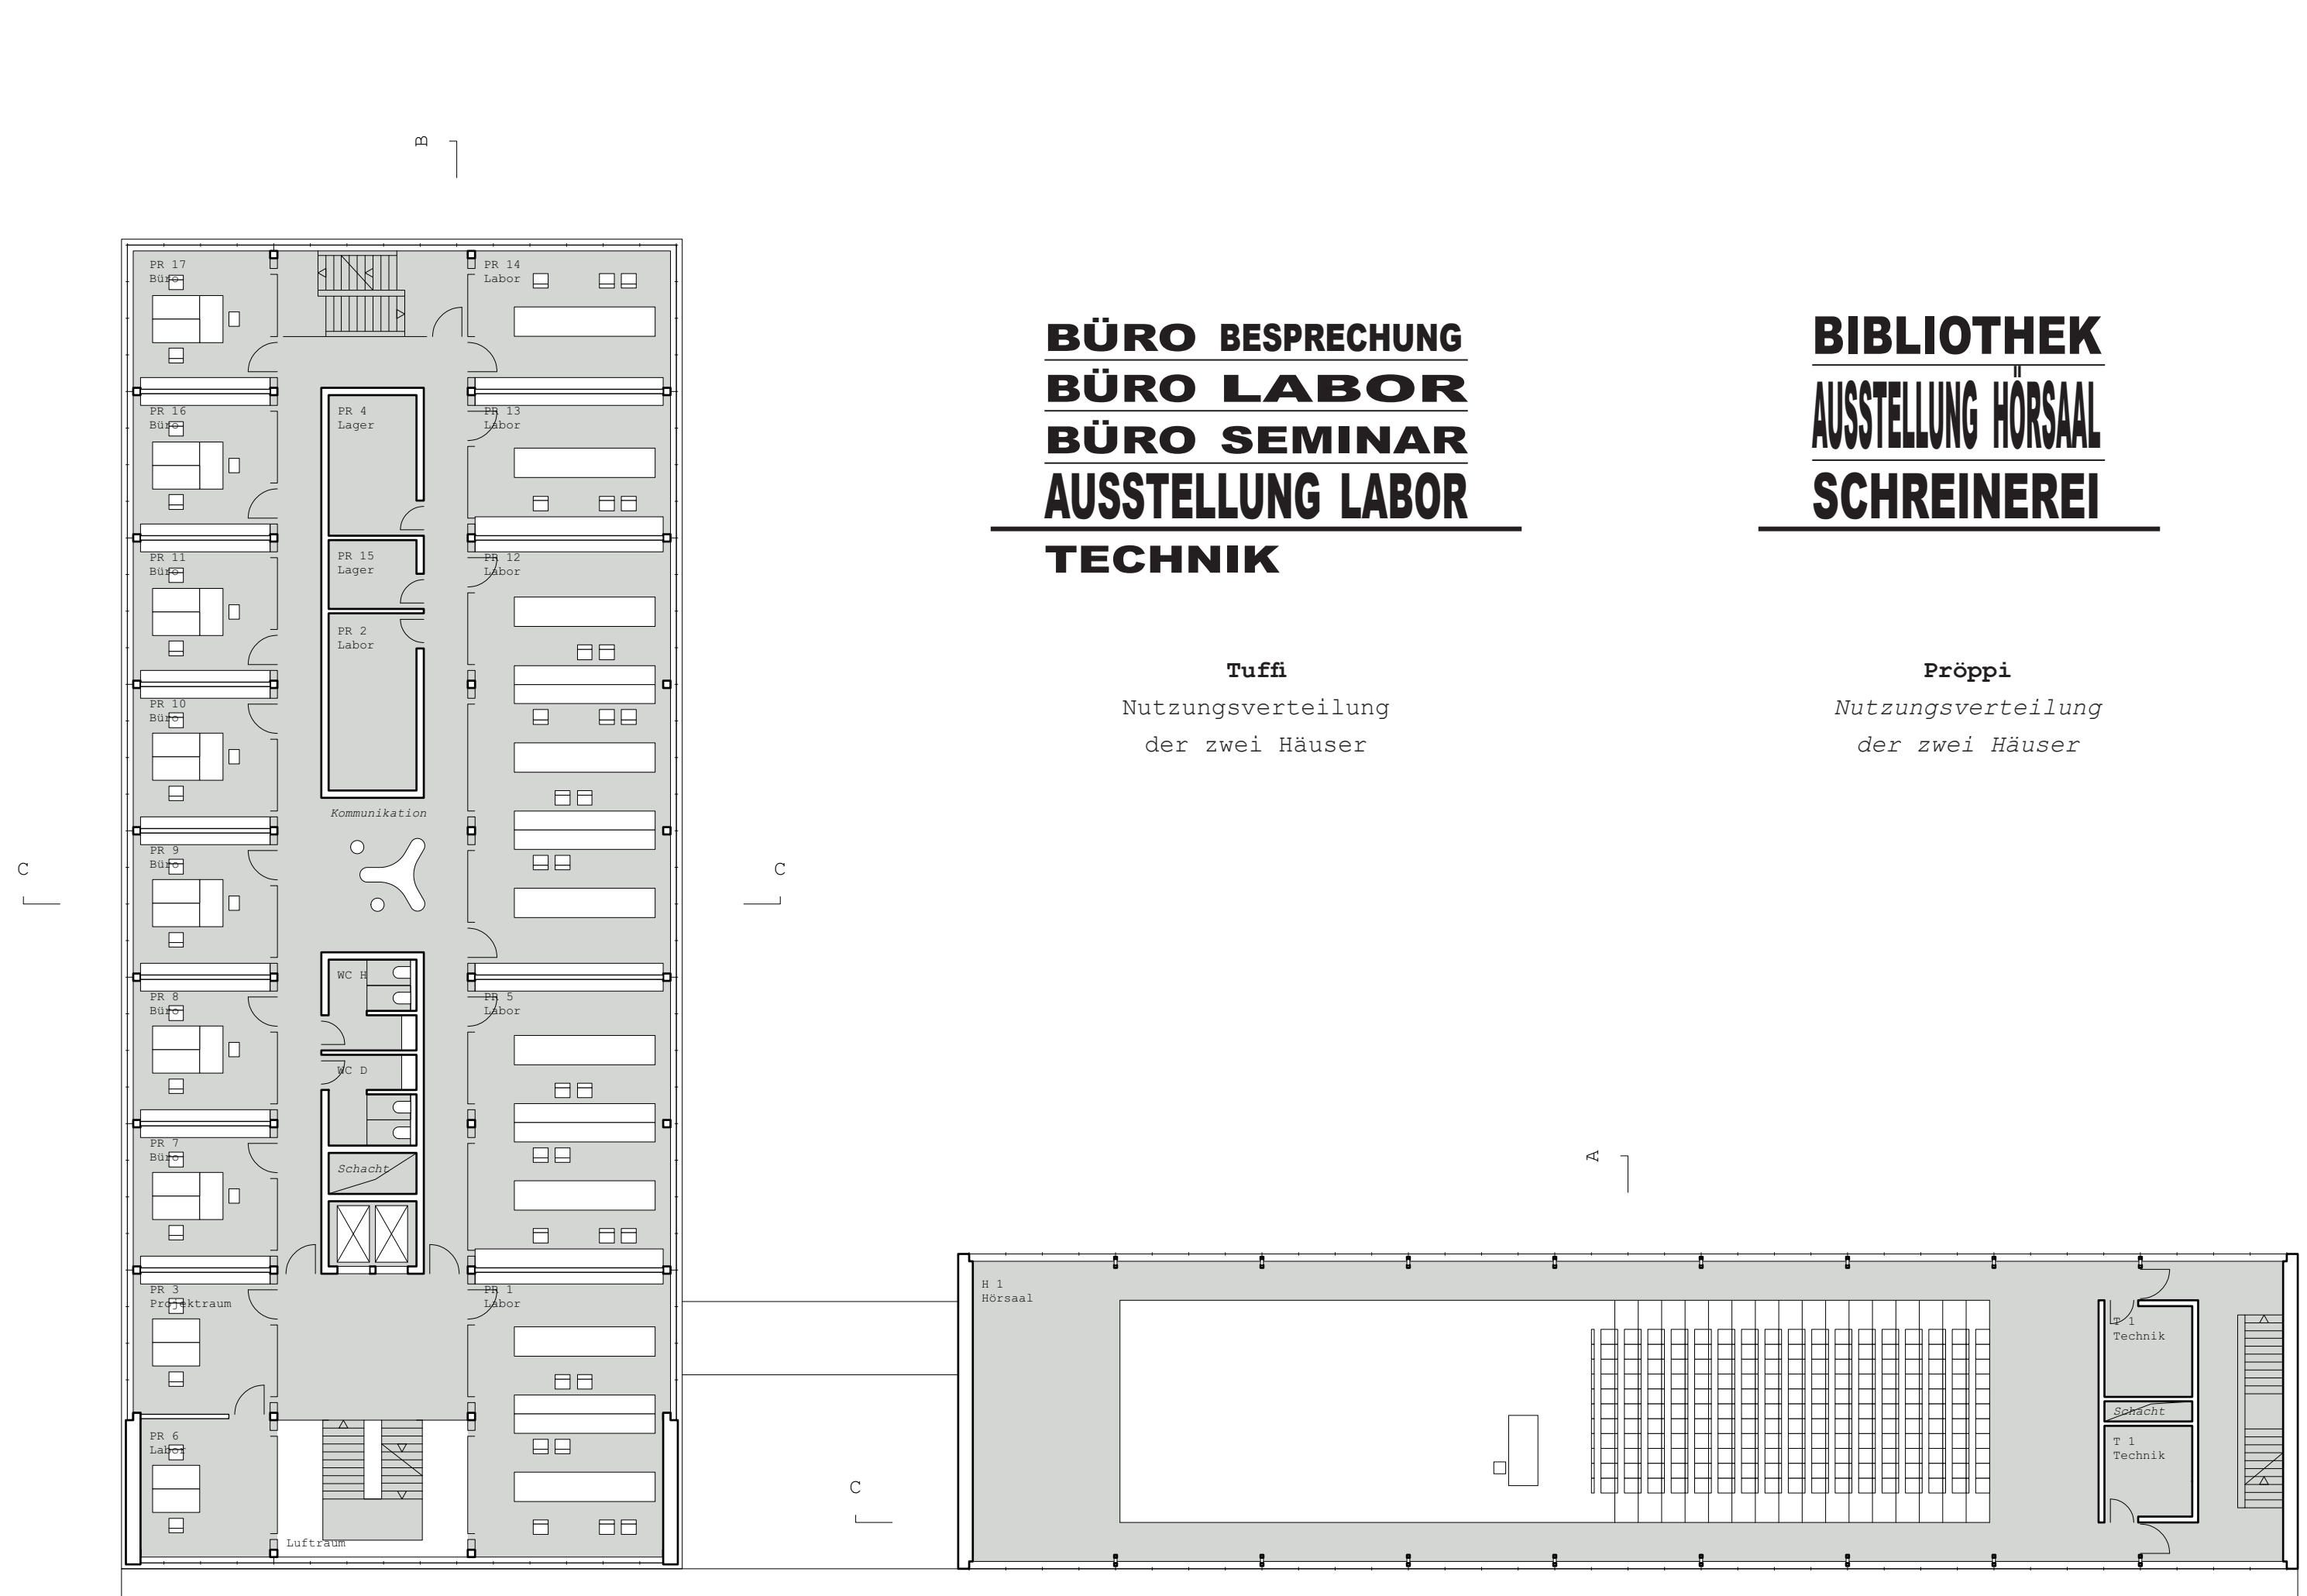 B
PR 17
Büro
PR 14
Labor
PR 16
Büro
PR 4
Lager
PR 13
Labor
PR 11
Büro
PR 15
Lager
PR 12
Labor
PR 2
Labor
PR 10
Büro
Kommunikation
PR 9
Büro
C
C
WC H
PR 8
Büro
PR 5
Labor
WC D
PR 7
Büro
Schacht
PR 3
Projektraum
PR 1
Labor
PR 6
Labor
Luftraum
BÜRO BESPRECHUNG
BÜRO LABOR
BÜRO SEMINAR
AUSSTELLUNG LABOR
TECHNIK
Tuffi
Nutzungsverteilung
der zwei Häuser
BIBLIOTHEK
AUSSTELLUNG HÖRSAAL
SCHREINEREI
Pröppi
Nutzungsverteilung
der zwei Häuser
A
H 1
Hörsaal
T 1
Technik
Schacht
T 1
Technik
C